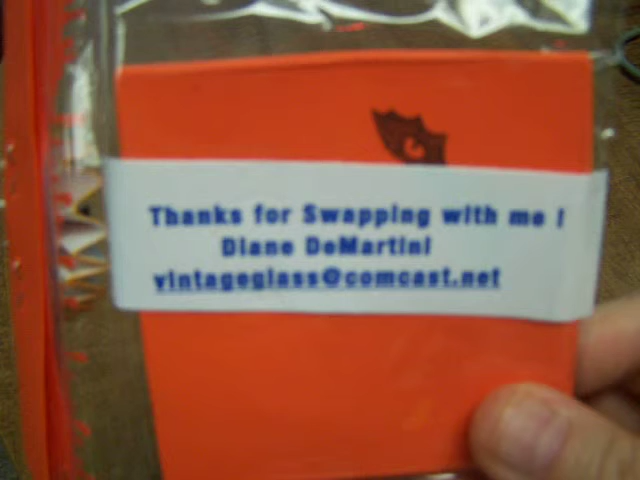 Thanks for Swapping with me !
Diane DeMartini
vintageglass@comcast.net